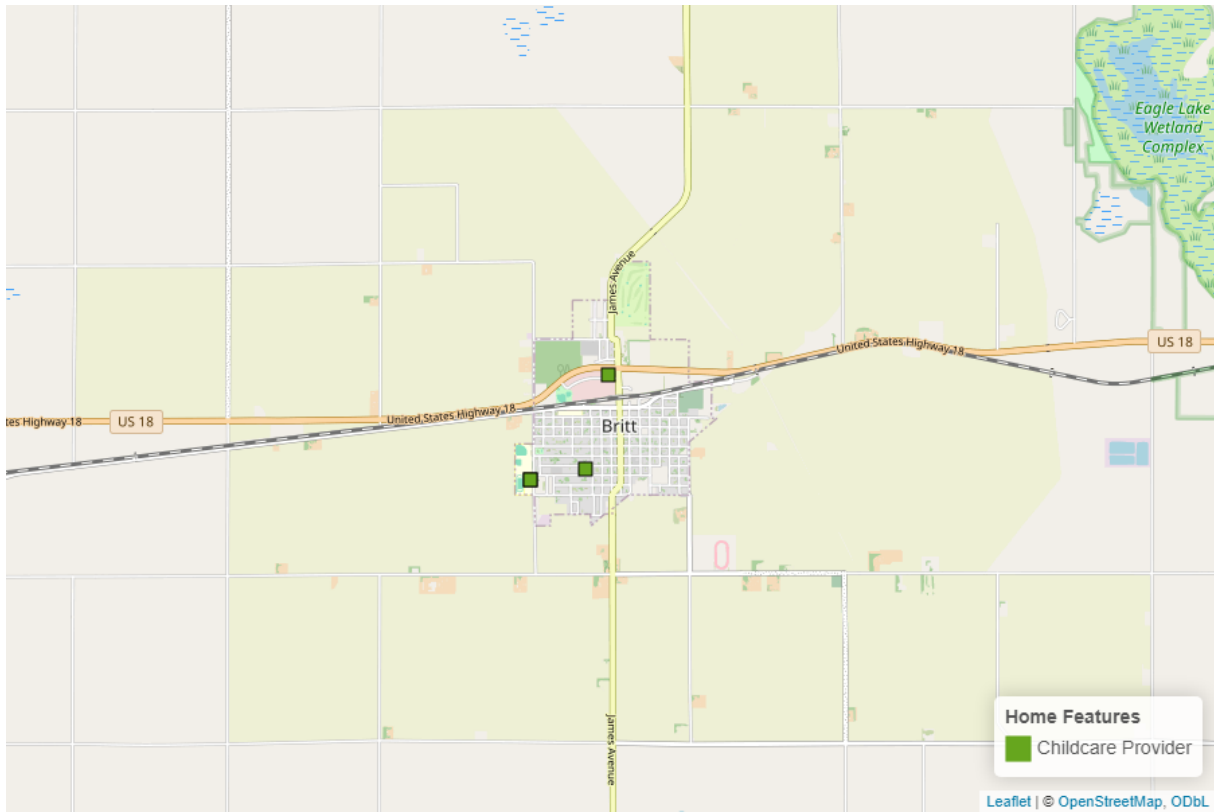 Eagle Lake
Wetland
Complex
James Avenue
United States Highway 18
US 18
tes Highway 18
US 18
United States Highway 18
Britt
James Avenue
Home Features
Childcare Provider
Leaflet | © OpenStreetMap, ODbL